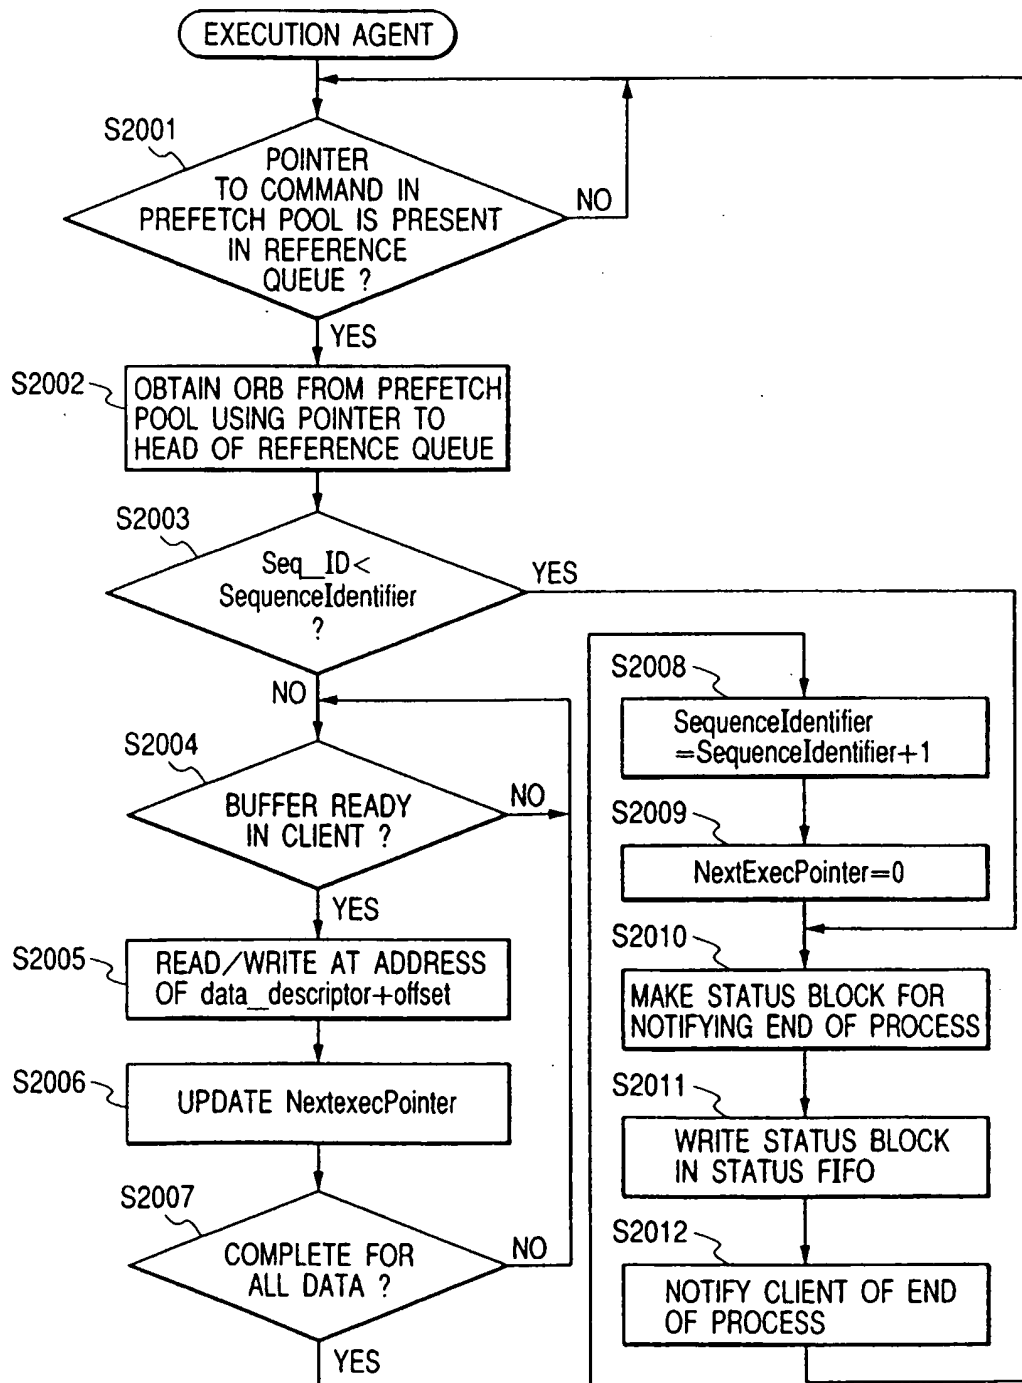 EXECUTION AGENT
S2001
POINTER
TO COMMAND IN
PREFETCH POOL IS PRESENT
IN REFERENCE
QUEUE ?
NO
YES
S2002
OBTAIN ORB FROM PREFETCH
POOL USING POINTER TO
HEAD OF REFERENCE QUEUE
S2003
Seq_ID<
SequenceIdentifier
?
YES
NO
S2004
BUFFER READY
IN CLIENT ?
NO
YES
S2005
READ/WRITE AT ADDRESS
OF data_descriptor+offset
S2006
UPDATE NextexecPointer
S2007
COMPLETE FOR
ALL DATA ?
NO
YES
S2008
SequenceIdentifier
=SequenceIdentifier+1
S2009
NextExecPointer=0
S2010
MAKE STATUS BLOCK FOR
NOTIFYING END OF PROCESS
S2011
WRITE STATUS BLOCK
IN STATUS FIFO
S2012
NOTIFY CLIENT OF END
OF PROCESS